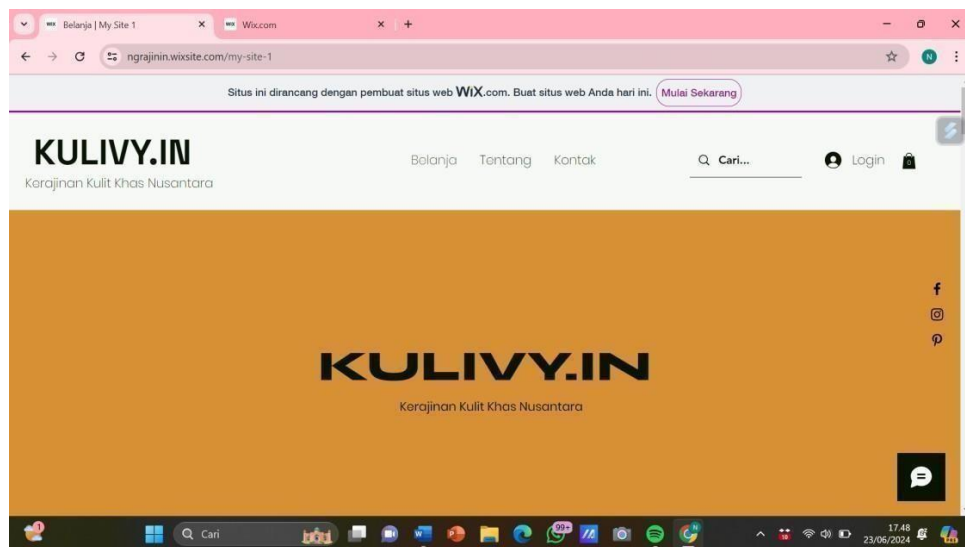 Belanja | My Site 1
Wix.com
ngrajinin.wixsite.com/my-site-1
Situs ini dirancang dengan pembuat situs web WiX.com. Buat situs web Anda hari ini. Mulai Sekarang
KULIVY.IN
Kerajinan Kulit Khas Nusantara
Belanja Tentang Kontak
Cari...
Login
0
KULIVY.IN
Kerajinan Kulit Khas Nusantara
Cari
99+
17.48
23/06/2024